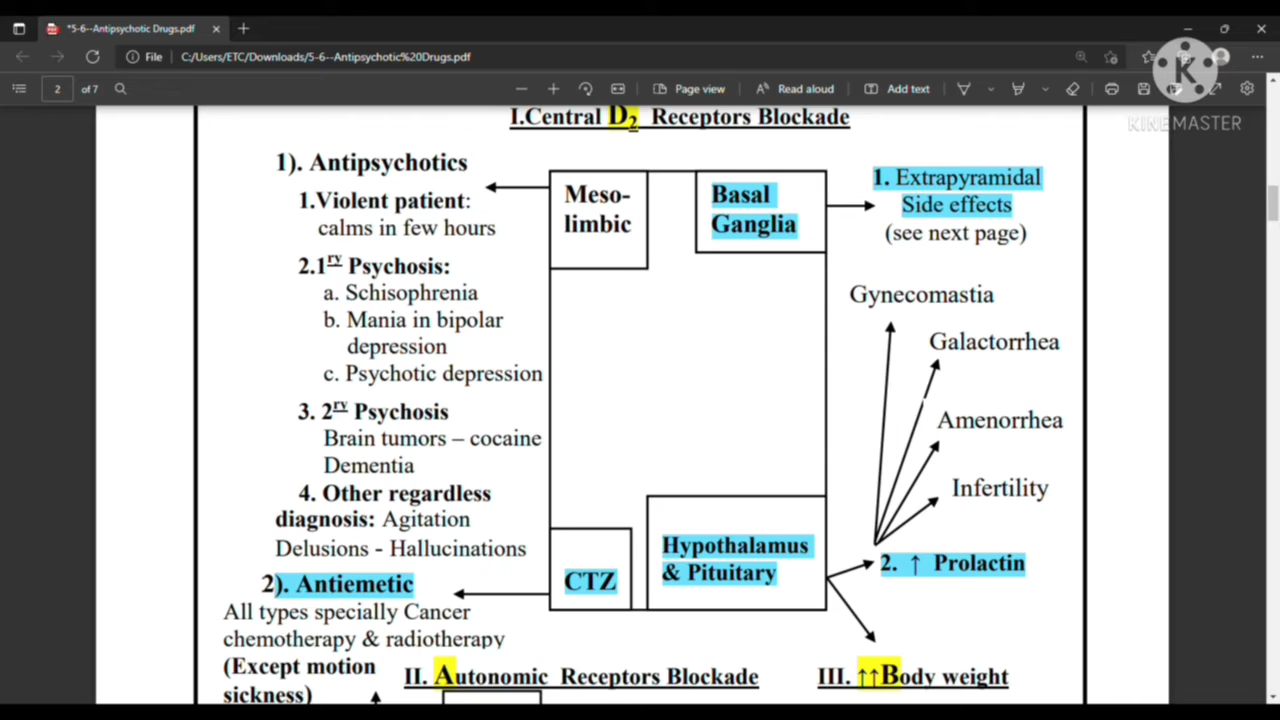 *5-6--Antipsychotic Drugs.pdf
File C:/Users/ETC/Downloads/5-6--Antipsychotic%20Drugs.pdf
2 of 7 Page view Read aloud Add text
K
KINEMASTER
I.Central D2 Receptors Blockade
1). Antipsychotics
1.Violent patient:
calms in few hours
2.1ry Psychosis:
a. Schisophrenia
b. Mania in bipolar
depression
c. Psychotic depression
3. 2ry Psychosis
Brain tumors – cocaine
Dementia
4. Other regardless
diagnosis: Agitation
Delusions - Hallucinations
2). Antiemetic
All types specially Cancer
chemotherapy & radiotherapy
(Except motion
sickness)
Meso-
limbic
Basal
Ganglia
CTZ
Hypothalamus
& Pituitary
1. Extrapyramidal
Side effects
(see next page)
Gynecomastia
Galactorrhea
Amenorrhea
Infertility
2. ↑ Prolactin
II. Autonomic Receptors Blockade
III. ↑↑Body weight